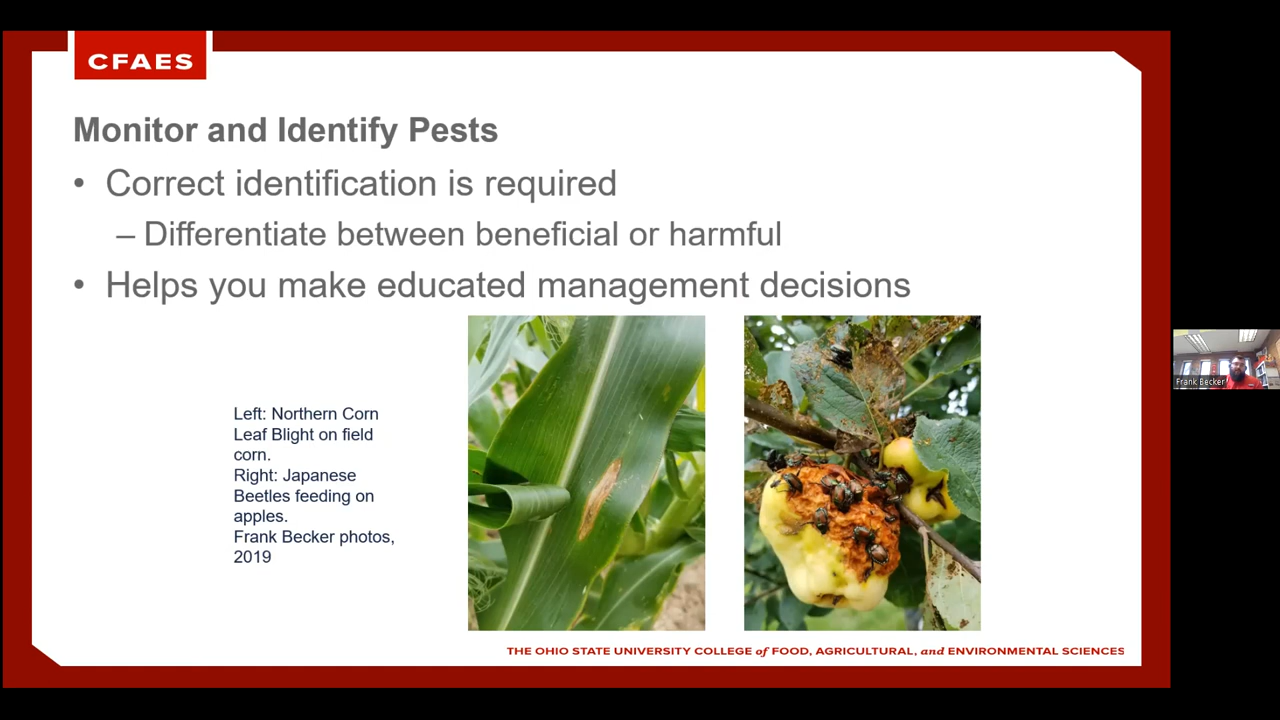 CFAES
Monitor and Identify Pests
• Correct identification is required
– Differentiate between beneficial or harmful
• Helps you make educated management decisions
Left: Northern Corn
Leaf Blight on field
corn.
Right: Japanese
Beetles feeding on
apples.
Frank Becker photos,
2019
THE OHIO STATE UNIVERSITY COLLEGE of FOOD, AGRICULTURAL, and ENVIRONMENTAL SCIENCES
Frank Becker